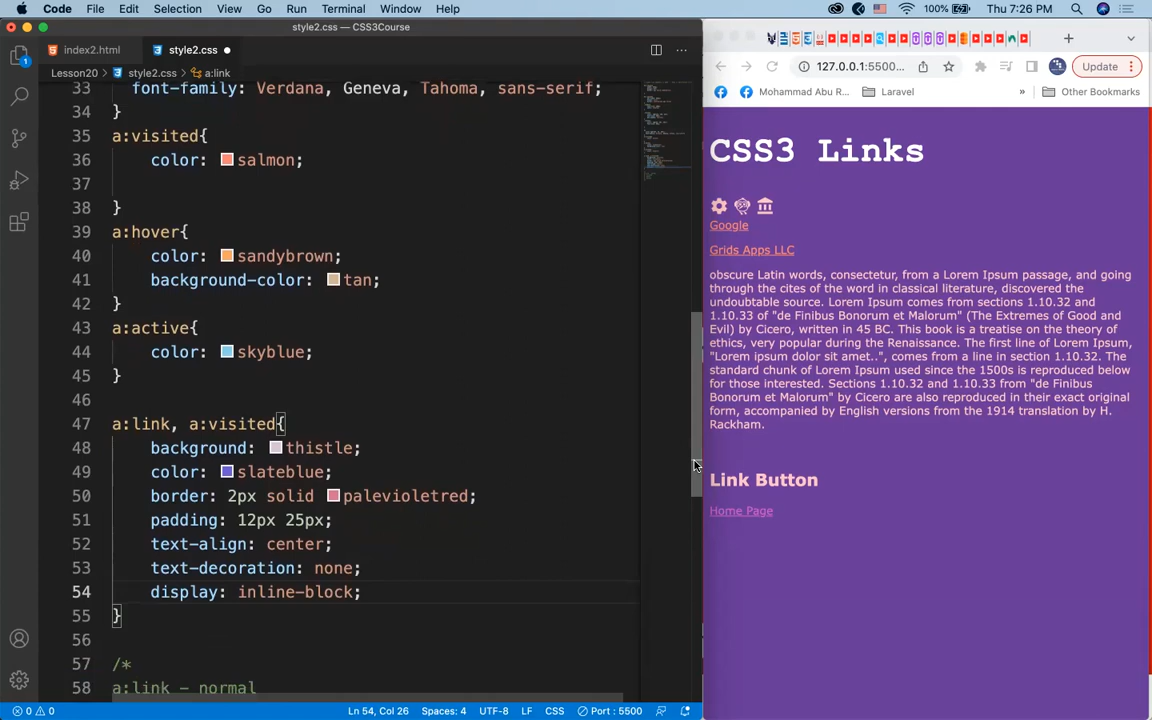 Code File Edit Selection View Go Run Terminal Window Help 100% Thu 7:26 PM
style2.css — CSS3Course
index2.html style2.css
Lesson20 > style2.css > a:link
33 font-family: Verdana, Geneva, Tahoma, sans-serif;
34 }
35 a:visited{
36 color: salmon;
37
38 }
39 a:hover{
40 color: sandybrown;
41 background-color: tan;
42 }
43 a:active{
44 color: skyblue;
45 }
46
47 a:link, a:visited{
48 background: thistle;
49 color: slateblue;
50 border: 2px solid palevioletred;
51 padding: 12px 25px;
52 text-align: center;
53 text-decoration: none;
54 display: inline-block;
55 }
56
57 /*
58 a:link – normal
1
0 0 Ln 54, Col 26 Spaces: 4 UTF-8 LF CSS Port : 5500
127.0.0.1:5500... Update
Mohammad Abu R... Laravel » Other Bookmarks
CSS3 Links
Google
Grids Apps LLC
obscure Latin words, consectetur, from a Lorem Ipsum passage, and going
through the cites of the word in classical literature, discovered the
undoubtable source. Lorem Ipsum comes from sections 1.10.32 and
1.10.33 of "de Finibus Bonorum et Malorum" (The Extremes of Good and
Evil) by Cicero, written in 45 BC. This book is a treatise on the theory of
ethics, very popular during the Renaissance. The first line of Lorem Ipsum,
"Lorem ipsum dolor sit amet..", comes from a line in section 1.10.32. The
standard chunk of Lorem Ipsum used since the 1500s is reproduced below
for those interested. Sections 1.10.32 and 1.10.33 from "de Finibus
Bonorum et Malorum" by Cicero are also reproduced in their exact original
form, accompanied by English versions from the 1914 translation by H.
Rackham.
Link Button
Home Page